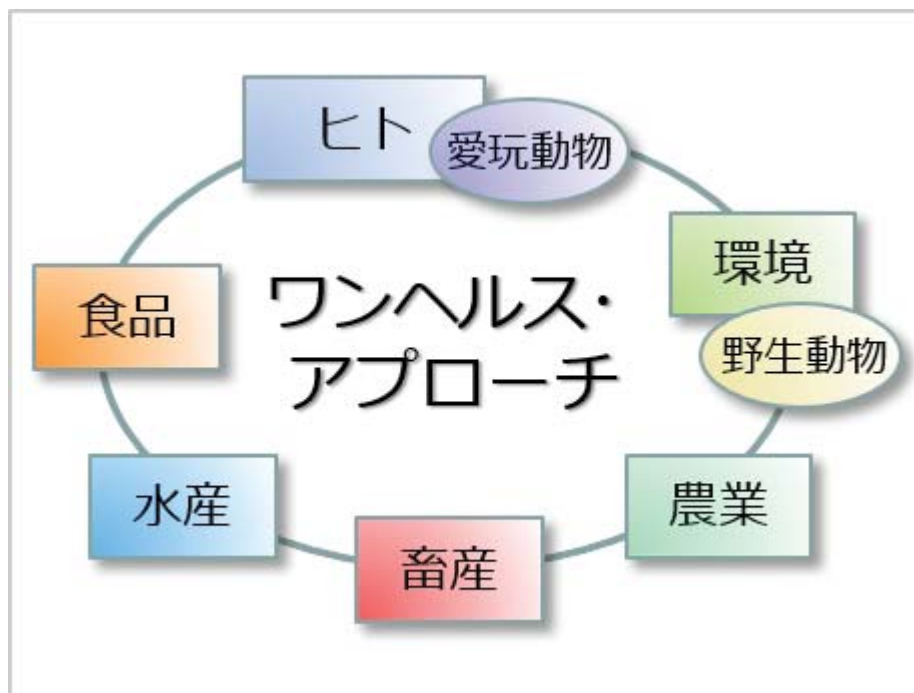 ヒト
愛玩動物
環境
野生動物
食品
ワンヘルス・
アプローチ
水産
農業
畜産